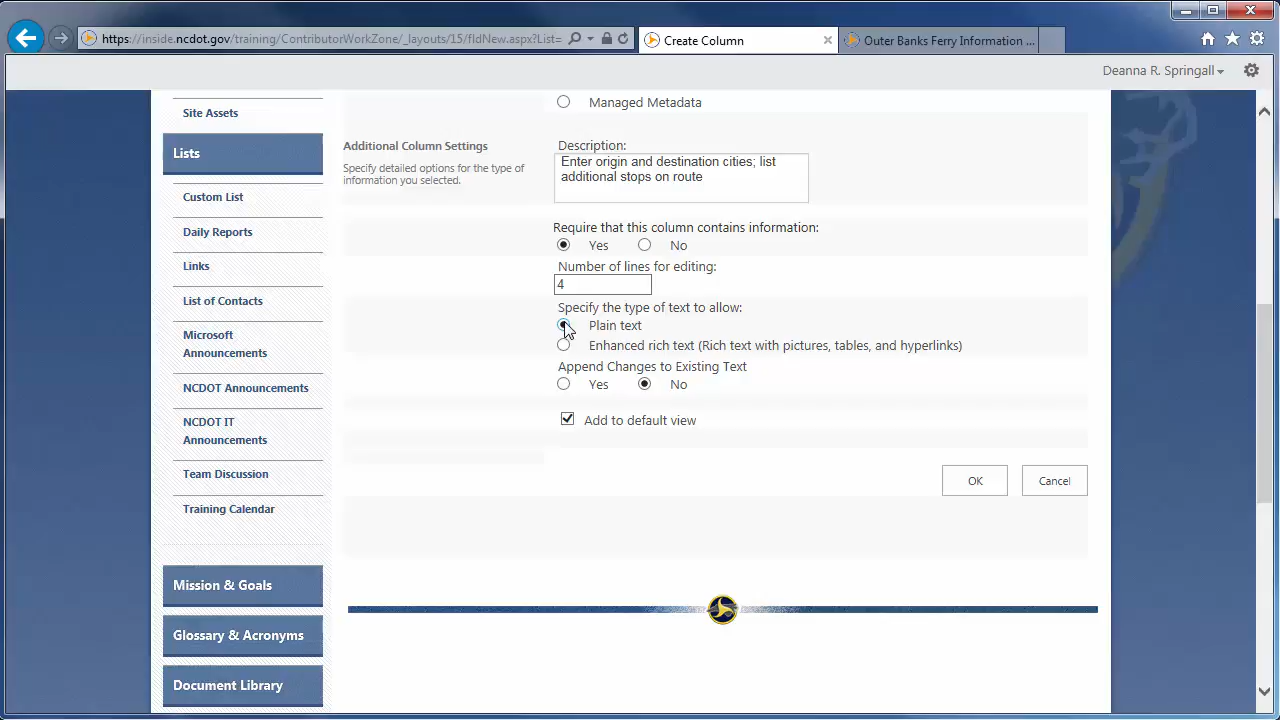 https://inside.ncdot.gov/training/ContributorWorkZone/_layouts/15/fldNew.aspx?List=
Create Column
Outer Banks Ferry Information ...
Deanna R. Springall
Site Assets
Lists
Custom List
Daily Reports
Links
List of Contacts
Microsoft
Announcements
NCDOT Announcements
NCDOT IT
Announcements
Team Discussion
Training Calendar
Mission & Goals
Glossary & Acronyms
Document Library
Managed Metadata
Additional Column Settings
Specify detailed options for the type of
information you selected.
Description:
Enter origin and destination cities; list
additional stops on route
Require that this column contains information:
Yes No
Number of lines for editing:
4
Specify the type of text to allow:
Plain text
Enhanced rich text (Rich text with pictures, tables, and hyperlinks)
Append Changes to Existing Text
Yes No
Add to default view
OK Cancel